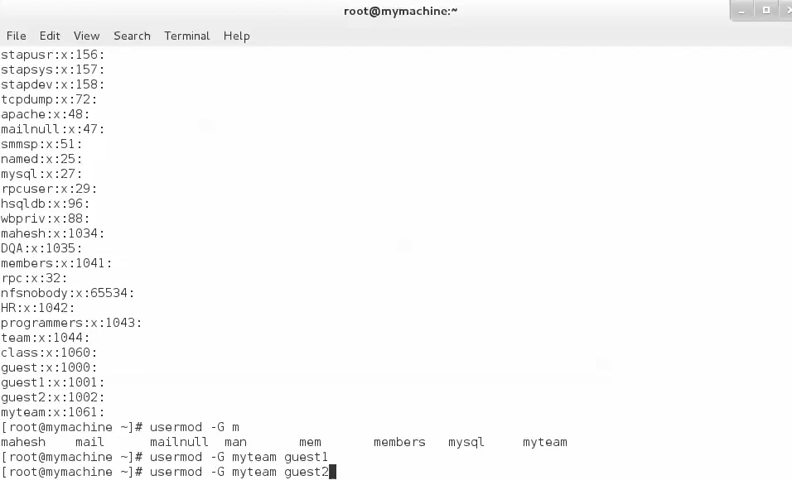 root@mymachine:~
File Edit View Search Terminal Help
stapusr:x:156:
stapsys:x:157:
stapdev:x:158:
tcpdump:x:72:
apache:x:48:
mailnull:x:47:
smmsp:x:51:
named:x:25:
mysql:x:27:
rpcuser:x:29:
hsqldb:x:96:
wbpriv:x:88:
mahesh:x:1034:
DQA:x:1035:
members:x:1041:
rpc:x:32:
nfsnobody:x:65534:
HR:x:1042:
programmers:x:1043:
team:x:1044:
class:x:1060:
guest:x:1000:
guest1:x:1001:
guest2:x:1002:
myteam:x:1061:
[root@mymachine ~]# usermod -G m
mahesh mail mailnull man mem members mysql myteam
[root@mymachine ~]# usermod -G myteam guest1
[root@mymachine ~]# usermod -G myteam guest2